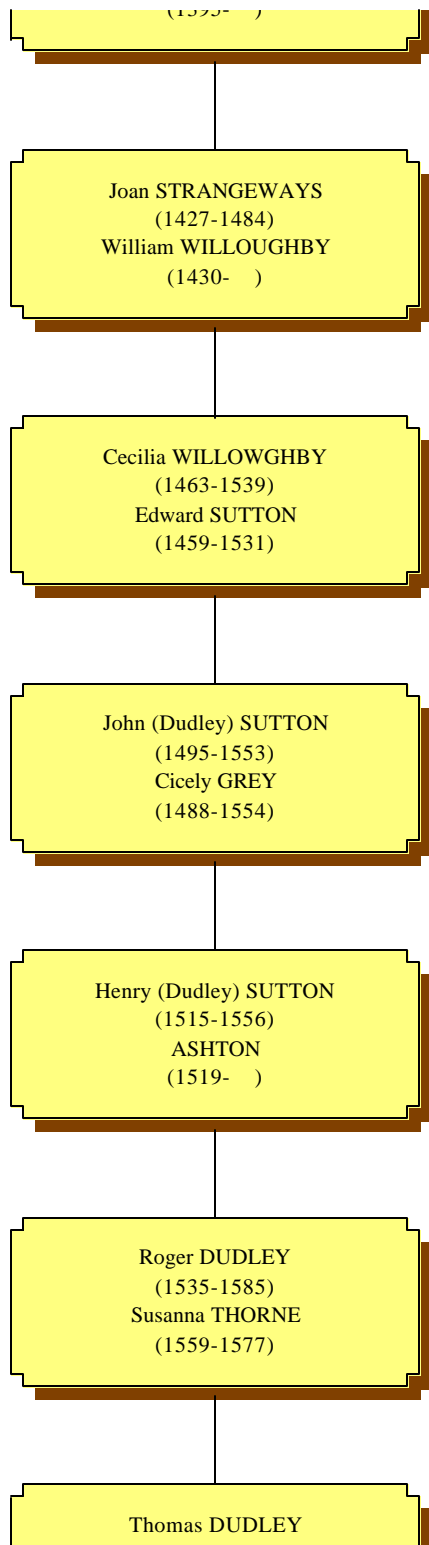 (1395- )
Joan STRANGEWAYS
(1427-1484)
William WILLOUGHBY
(1430- )
Cecilia WILLOWGHBY
(1463-1539)
Edward SUTTON
(1459-1531)
John (Dudley) SUTTON
(1495-1553)
Cicely GREY
(1488-1554)
Henry (Dudley) SUTTON
(1515-1556)
ASHTON
(1519- )
Roger DUDLEY
(1535-1585)
Susanna THORNE
(1559-1577)
Thomas DUDLEY